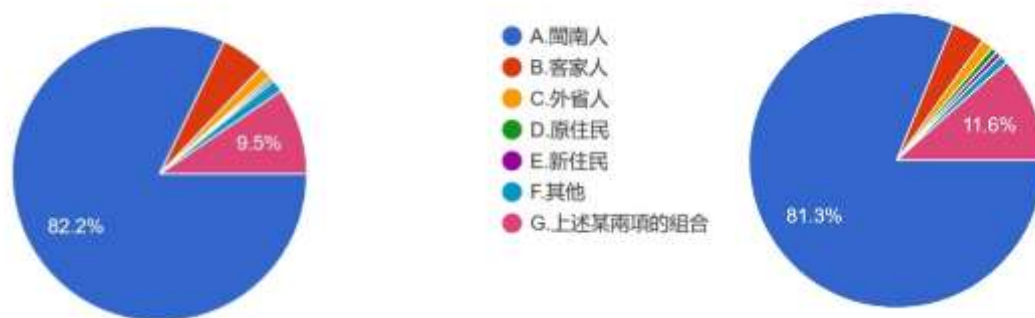 9.5%
82.2%
A.閩南人
B.客家人
C.外省人
D.原住民
E.新住民
F.其他
G.上述某兩項的組合
11.6%
81.3%